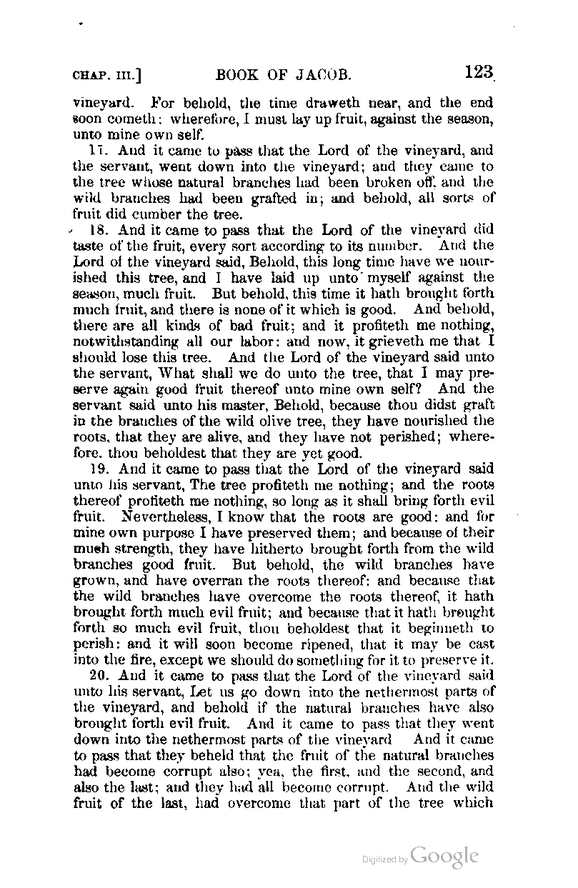 CHAP. III.] BOOK OF JACOB. 123
vineyard. For behold, the time draweth near, and the end
soon cometh: wherefore, I must lay up fruit, against the season,
unto mine own self.
17. And it came to pass that the Lord of the vineyard, and
the servant, went down into the vineyard; and they came to
the tree whose natural branches had been broken off, and the
wild branches had been grafted in; and behold, all sorts of
fruit did cumber the tree.
18. And it came to pass that the Lord of the vineyard did
taste of the fruit, every sort according to its number. And the
Lord of the vineyard said, Behold, this long time have we nour-
ished this tree, and I have laid up unto myself against the
season, much fruit. But behold, this time it hath brought forth
much fruit, and there is none of it which is good. And behold,
there are all kinds of bad fruit; and it profiteth me nothing,
notwithstanding all our labor: and now, it grieveth me that I
should lose this tree. And the Lord of the vineyard said unto
the servant, What shall we do unto the tree, that I may pre-
serve again good fruit thereof unto mine own self? And the
servant said unto his master, Behold, because thou didst graft
in the branches of the wild olive tree, they have nourished the
roots, that they are alive, and they have not perished; where-
fore, thou beholdest that they are yet good.
19. And it came to pass that the Lord of the vineyard said
unto his servant, The tree profiteth me nothing; and the roots
thereof profiteth me nothing, so long as it shall bring forth evil
fruit. Nevertheless, I know that the roots are good: and for
mine own purpose I have preserved them; and because of their
mush strength, they have hitherto brought forth from the wild
branches good fruit. But behold, the wild branches have
grown, and have overran the roots thereof: and because that
the wild branches have overcome the roots thereof, it hath
brought forth much evil fruit; and because that it hath brought
forth so much evil fruit, thou beholdest that it beginneth to
perish: and it will soon become ripened, that it may be cast
into the fire, except we should do something for it to preserve it.
20. And it came to pass that the Lord of the vineyard said
unto his servant, Let us go down into the nethermost parts of
the vineyard, and behold if the natural branches have also
brought forth evil fruit. And it came to pass that they went
down into the nethermost parts of the vineyard And it came
to pass that they beheld that the fruit of the natural branches
had become corrupt also; yea, the first, and the second, and
also the last; and they had all become corrupt. And the wild
fruit of the last, had overcome that part of the tree which
Digitized by Google